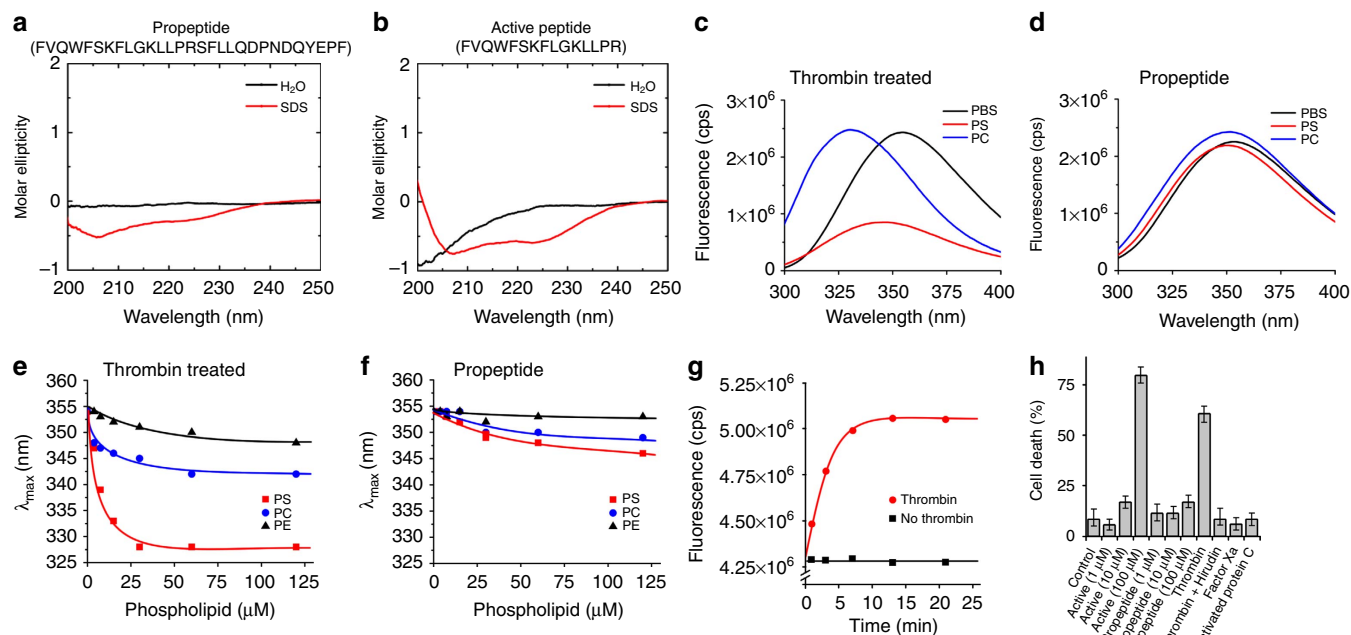 a
Propeptide
(FVQWFSKFLGKLLPRSFLLQDPNDQYEPF)
2
1
0
−1
Molar ellipticity
H2O
SDS
200 210 220 230 240 250
Wavelength (nm)
b
Active peptide
(FVQWFSKFLGKLLPR)
2
1
0
−1
Molar ellipticity
H2O
SDS
200 210 220 230 240 250
Wavelength (nm)
c
Thrombin treated
3×10⁶
2×10⁶
1×10⁶
0
Fluorescence (cps)
PBS
PS
PC
300 325 350 375 400
Wavelength (nm)
d
Propeptide
3×10⁶
2×10⁶
1×10⁶
0
Fluorescence (cps)
PBS
PS
PC
300 325 350 375 400
Wavelength (nm)
e
Thrombin treated
360
355
350
345
340
335
330
325
λmax (nm)
PS
PC
PE
0 25 50 75 100 125
Phospholipid (μM)
f
Propeptide
360
355
350
345
340
335
330
325
λmax (nm)
PS
PC
PE
0 25 50 75 100 125
Phospholipid (μM)
g
5.25×10⁶
5.00×10⁶
4.75×10⁶
4.50×10⁶
4.25×10⁶
0
Fluorescence (cps)
Thrombin
No thrombin
0 5 10 15 20 25
Time (min)
h
75
50
25
0
Cell death (%)
Control
Active (1 μM)
Active (10 μM)
Active (100 μM)
Propeptide (1 μM)
opeptide (10 μM)
peptide (100 μM)
Thrombin
rombin + Hirudin
Factor Xa
tivated protein C